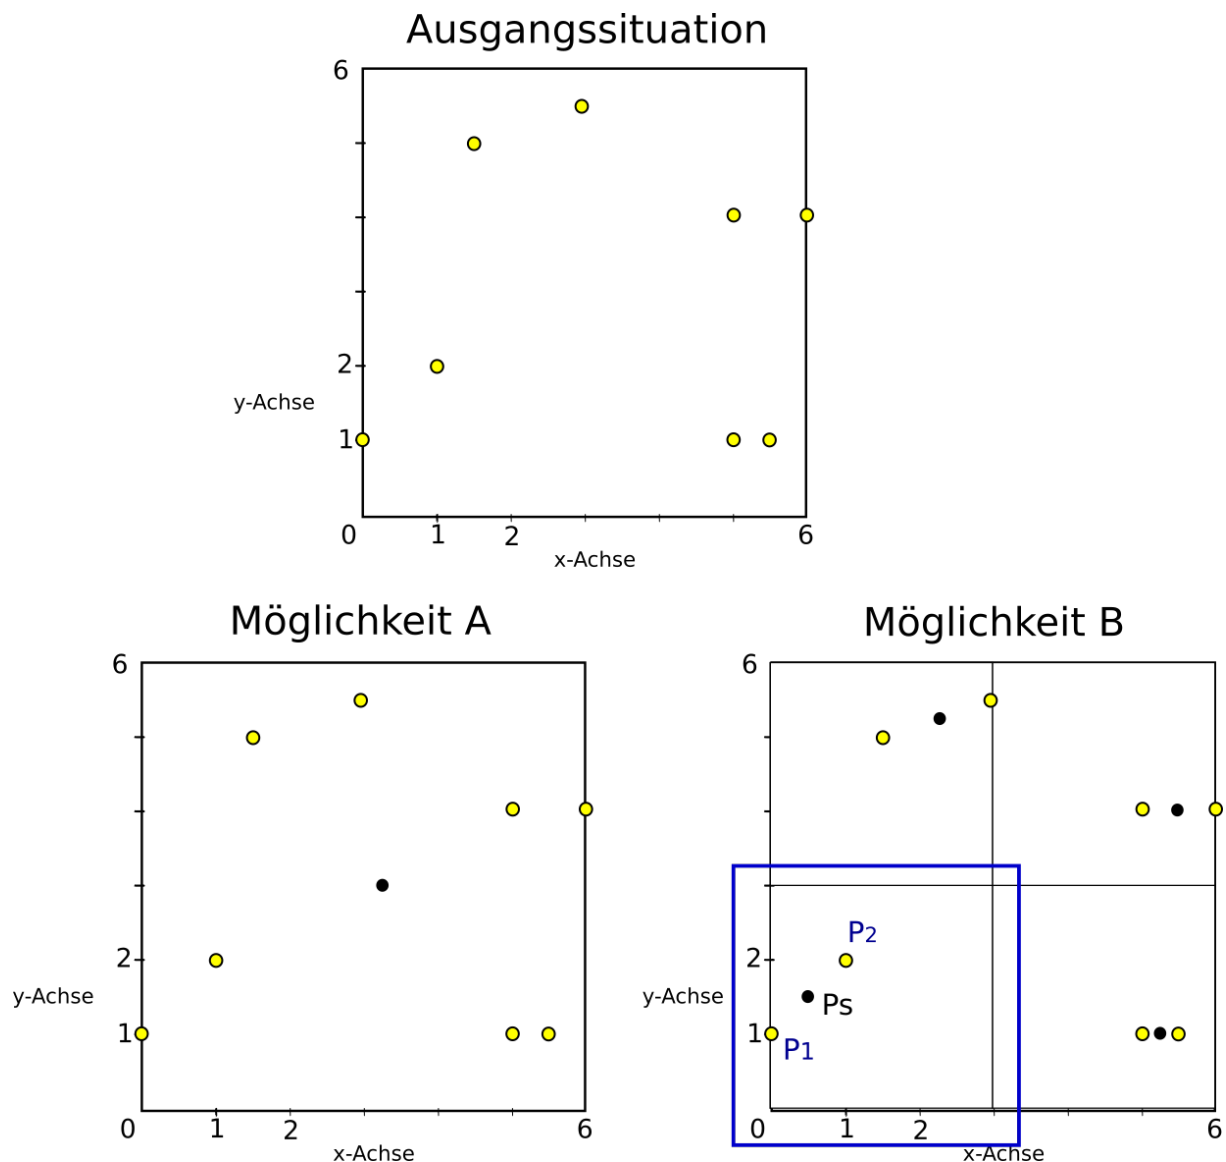 Ausgangssituation
6
2
y-Achse
1
0 1 2 6
x-Achse
Möglichkeit A
6
2
y-Achse
1
0 1 2 6
x-Achse
Möglichkeit B
6
P2
2
y-Achse
Ps
1
P1
0 1 2 6
x-Achse